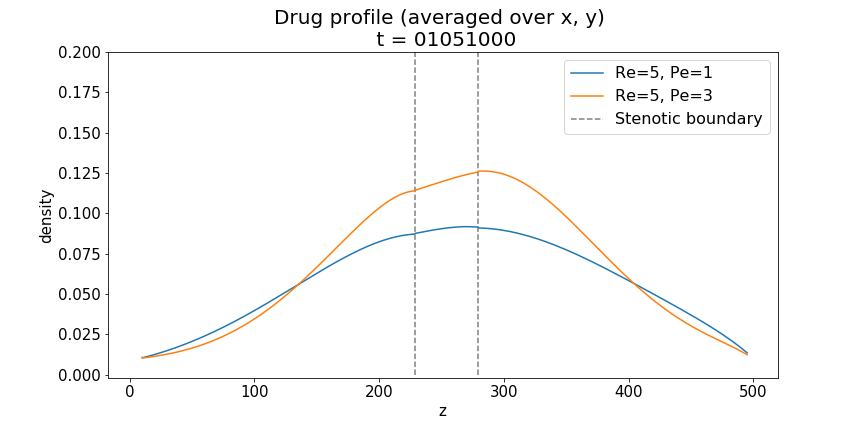 Drug profile (averaged over x, y)
t = 01051000
0.200
0.175
0.150
0.125
0.100
0.075
0.050
0.025
0.000
density
Re=5, Pe=1
Re=5, Pe=3
Stenotic boundary
0 100 200 300 400 500
z